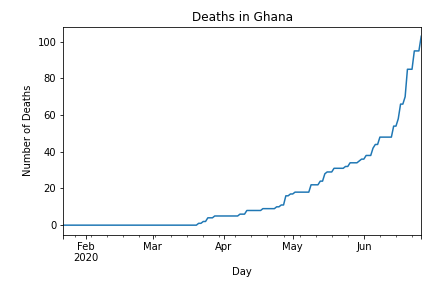 Deaths in Ghana
100
80
60
40
20
0
Number of Deaths
Feb
2020
Mar
Apr
May
Jun
Day